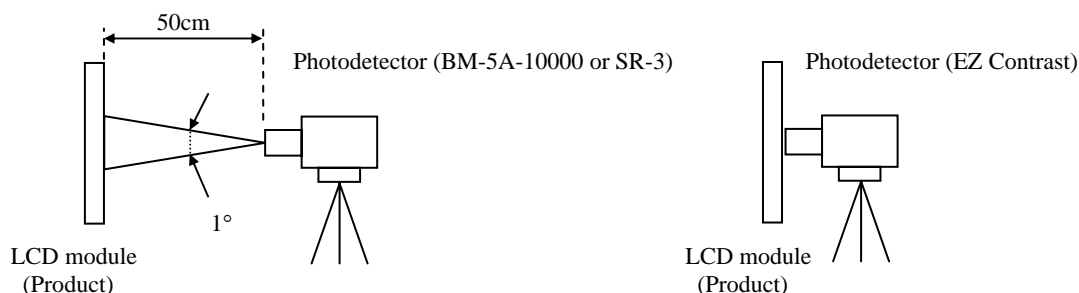 50cm
Photodetector (BM-5A-10000 or SR-3)
1°
LCD module
(Product)
Photodetector (EZ Contrast)
LCD module
(Product)